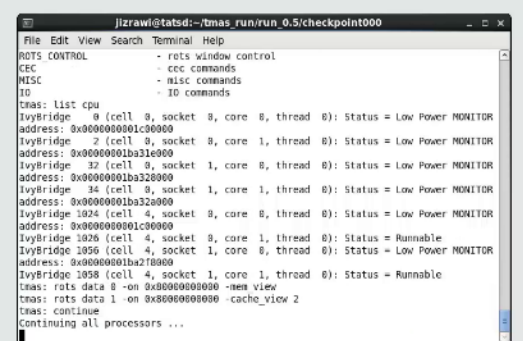 jizrawi@tatsd:~/tmas_run/run_0.5/checkpoint000
File Edit View Search Terminal Help
ROTS_CONTROL - rots window control
CEC - cec commands
MISC - misc commands
IO - IO commands
tmas: list cpu
IvyBridge 0 (cell 0, socket 0, core 0, thread 0): Status = Low Power MONITOR
address: 0x0000000001c00000
IvyBridge 2 (cell 0, socket 0, core 1, thread 0): Status = Low Power MONITOR
address: 0x00000001ba31e000
IvyBridge 32 (cell 0, socket 1, core 0, thread 0): Status = Low Power MONITOR
address: 0x00000001ba328000
IvyBridge 34 (cell 0, socket 1, core 1, thread 0): Status = Low Power MONITOR
address: 0x00000001ba32a000
IvyBridge 1024 (cell 4, socket 0, core 0, thread 0): Status = Low Power MONITOR
address: 0x0000000001c00000
IvyBridge 1026 (cell 4, socket 0, core 1, thread 0): Status = Runnable
IvyBridge 1056 (cell 4, socket 1, core 0, thread 0): Status = Low Power MONITOR
address: 0x00000001ba2f8000
IvyBridge 1058 (cell 4, socket 1, core 1, thread 0): Status = Runnable
tmas: rots data 0 -on 0x80000000000 -mem view
tmas: rots data 1 -on 0x80000000000 -cache_view 2
tmas: continue
Continuing all processors ...